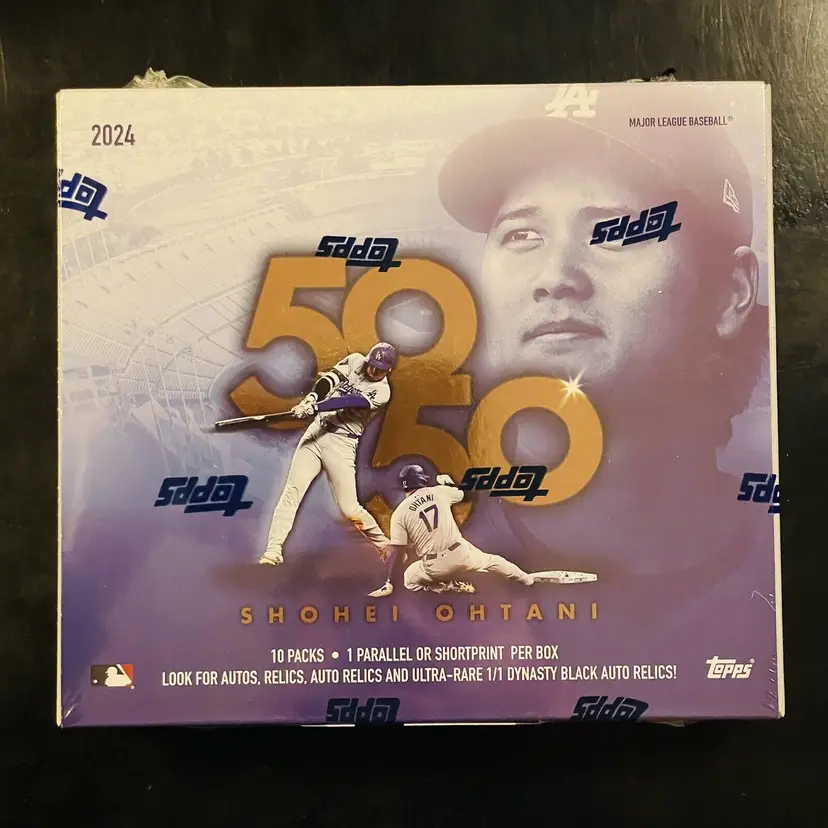 2024
MAJOR LEAGUE BASEBALL®
LA
topps
topps
topps
50
50
topps
topps
topps
OHTANI
17
SHOHEI OHTANI
10 PACKS • 1 PARALLEL OR SHORTPRINT PER BOX
LOOK FOR AUTOS, RELICS, AUTO RELICS AND ULTRA-RARE 1/1 DYNASTY BLACK AUTO RELICS!
topps
topps
topps